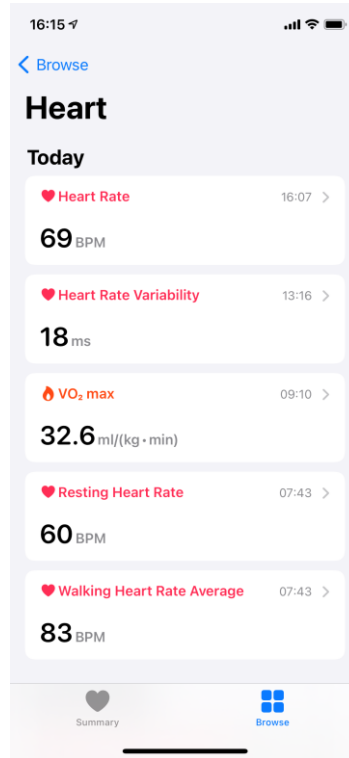 16:15
Browse
Heart
Today
Heart Rate 16:07
69 BPM
Heart Rate Variability 13:16
18 ms
VO₂ max 09:10
32.6 ml/(kg·min)
Resting Heart Rate 07:43
60 BPM
Walking Heart Rate Average 07:43
83 BPM
Summary Browse